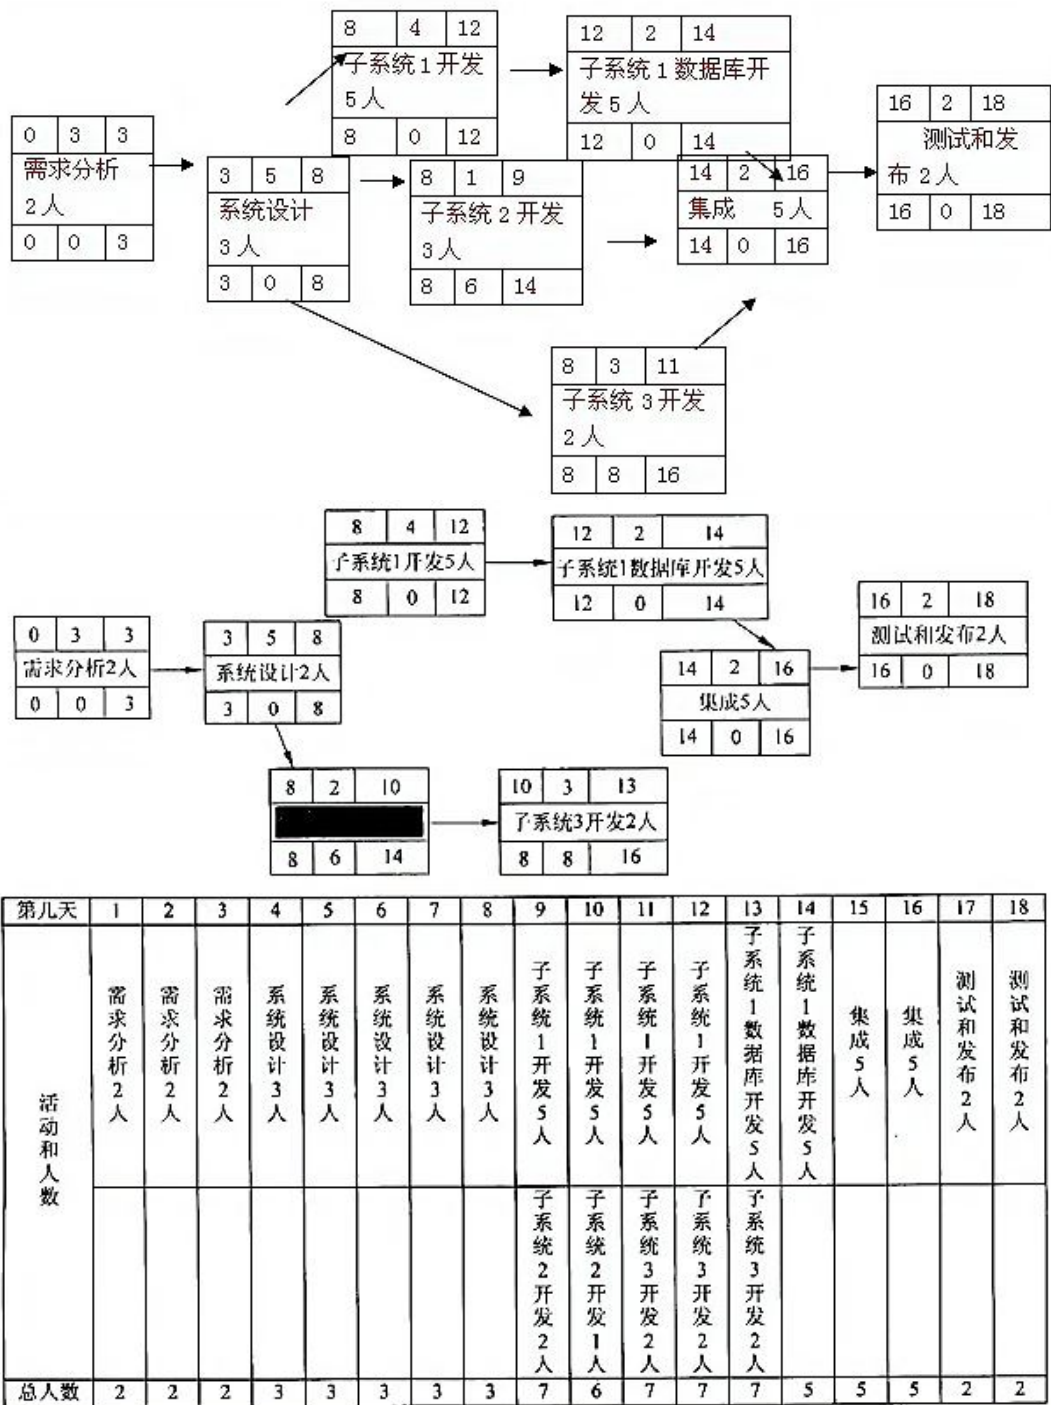 8 4 12
子系统1开发
5人
8 0 12
12 2 14
子系统1数据库开
发5人
12 0 14
16 2 18
测试和发
布2人
16 0 18
0 3 3
需求分析
2人
0 0 3
3 5 8
系统设计
3人
3 0 8
8 1 9
子系统2开发
3人
8 6 14
14 2 16
集成 5人
14 0 16
8 3 11
子系统3开发
2人
8 8 16
8 4 12
子系统1开发5人
8 0 12
12 2 14
子系统1数据库开发5人
12 0 14
16 2 18
测试和发布2人
16 0 18
0 3 3
需求分析2人
0 0 3
3 5 8
系统设计2人
3 0 8
14 2 16
集成5人
14 0 16
8 2 10
8 6 14
10 3 13
子系统3开发2人
8 8 16
第几天 1 2 3 4 5 6 7 8 9 10 11 12 13 14 15 16 17 18
活动和人数
需求分析2人
需求分析2人
需求分析2人
系统设计3人
系统设计3人
系统设计3人
系统设计3人
系统设计3人
子系统1开发5人
子系统1开发5人
子系统1开发5人
子系统1开发5人
子系统1数据库开发5人
子系统1数据库开发5人
集成5人
集成5人
测试和发布2人
测试和发布2人
子系统2开发2人
子系统2开发1人
子系统3开发2人
子系统3开发2人
子系统3开发2人
总人数 2 2 2 3 3 3 3 3 7 6 7 7 7 5 5 5 2 2